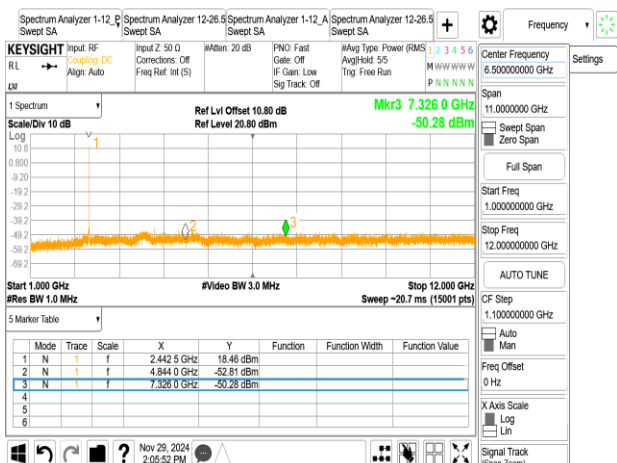 Spectrum Analyzer 1-12_P
Swept SA
Spectrum Analyzer 12-26.5
Swept SA
Spectrum Analyzer 1-12_A
Swept SA
Spectrum Analyzer 12-26.5
Swept SA
+
Frequency
KEYSIGHT
RL
Input: RF
Coupling: DC
Align: Auto
Input Z: 50 Ω
Corrections: Off
Freq Ref: Int (S)
#Atten: 20 dB
PNO: Fast
Gate: Off
IF Gain: Low
Sig Track: Off
#Avg Type: Power (RMS
Avg|Hold: 5/5
Trig: Free Run
1 2 3 4 5 6
M W W W W W
P N N N N N
1 Spectrum
Scale/Div 10 dB
Log
Ref Lvl Offset 10.80 dB
Ref Level 20.80 dBm
Mkr3 7.326 0 GHz
-50.28 dBm
10.8
0.800
-9.20
-19.2
-29.2
-39.2
-49.2
-59.2
-69.2
1
2
3
Start 1.000 GHz
#Res BW 1.0 MHz
#Video BW 3.0 MHz
Stop 12.000 GHz
Sweep ~20.7 ms (15001 pts)
5 Marker Table
Mode Trace Scale X Y Function Function Width Function Value
1 N 1 f 2.442 5 GHz 18.46 dBm
2 N 1 f 4.844 0 GHz -52.81 dBm
3 N 1 f 7.326 0 GHz -50.28 dBm
4
5
6
?
Nov 29, 2024
2:05:52 PM
Center Frequency
6.500000000 GHz
Settings
Span
11.0000000 GHz
Swept Span
Zero Span
Full Span
Start Freq
1.000000000 GHz
Stop Freq
12.000000000 GHz
AUTO TUNE
CF Step
1.100000000 GHz
Auto
Man
Freq Offset
0 Hz
X Axis Scale
Log
Lin
Signal Track
(Span Zoom)